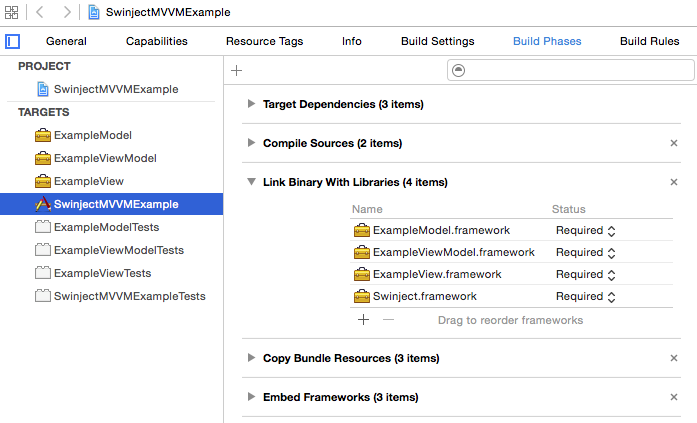 SwinjectMVVMExample
General Capabilities Resource Tags Info Build Settings Build Phases Build Rules
PROJECT
SwinjectMVVMExample
TARGETS
ExampleModel
ExampleViewModel
ExampleView
SwinjectMVVMExample
ExampleModelTests
ExampleViewModelTests
ExampleViewTests
SwinjectMVVMExampleTests
Target Dependencies (3 items)
Compile Sources (2 items)
Link Binary With Libraries (4 items)
Name Status
ExampleModel.framework Required
ExampleViewModel.framework Required
ExampleView.framework Required
Swinject.framework Required
Drag to reorder frameworks
Copy Bundle Resources (3 items)
Embed Frameworks (3 items)